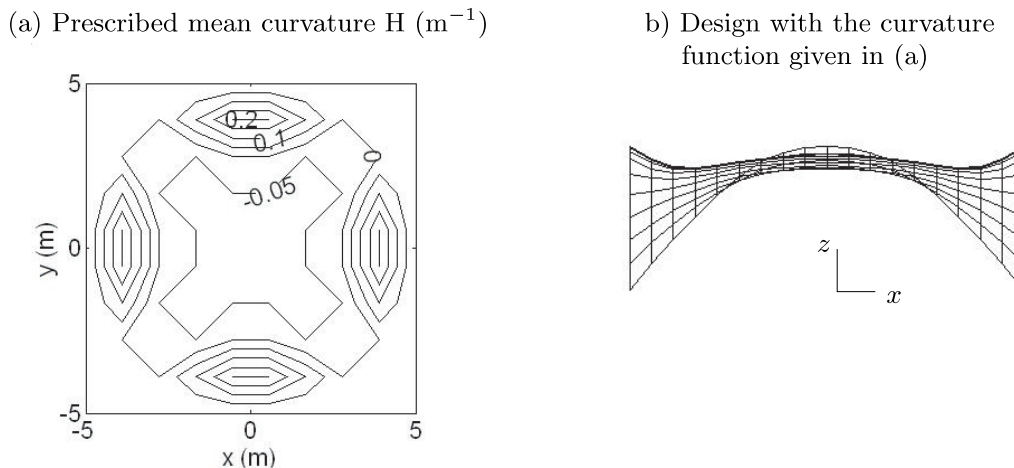 (a) Prescribed mean curvature H (m⁻¹)
b) Design with the curvature
function given in (a)
5
0.2
0.1
0
-0.05
y (m)
0
-5
-5
0
5
x (m)
z
x